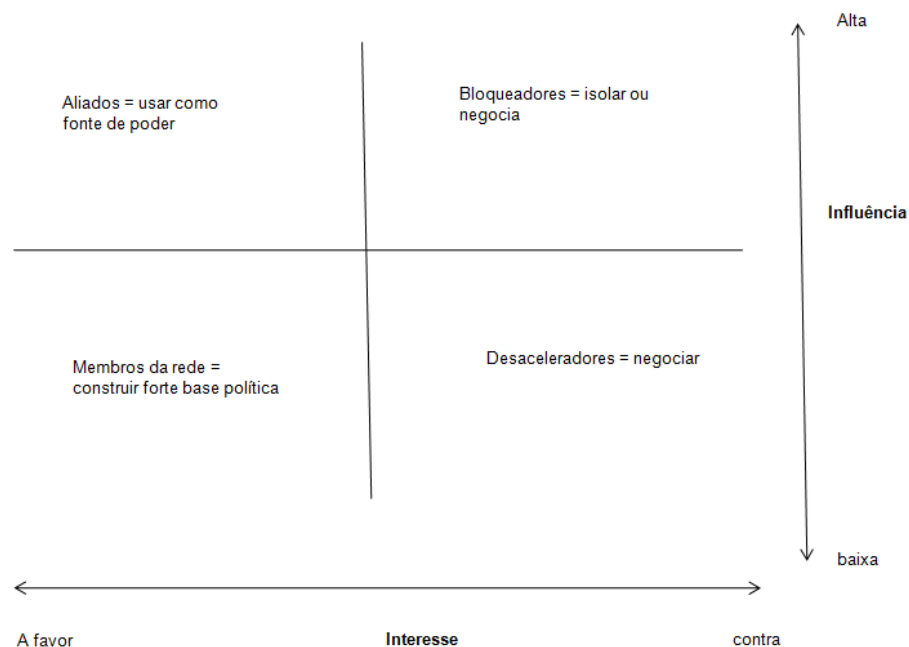 Alta
Aliados = usar como
fonte de poder
Bloqueadores = isolar ou
negocia
Influência
Membros da rede =
construir forte base política
Desaceleradores = negociar
baixa
A favor
Interesse
contra